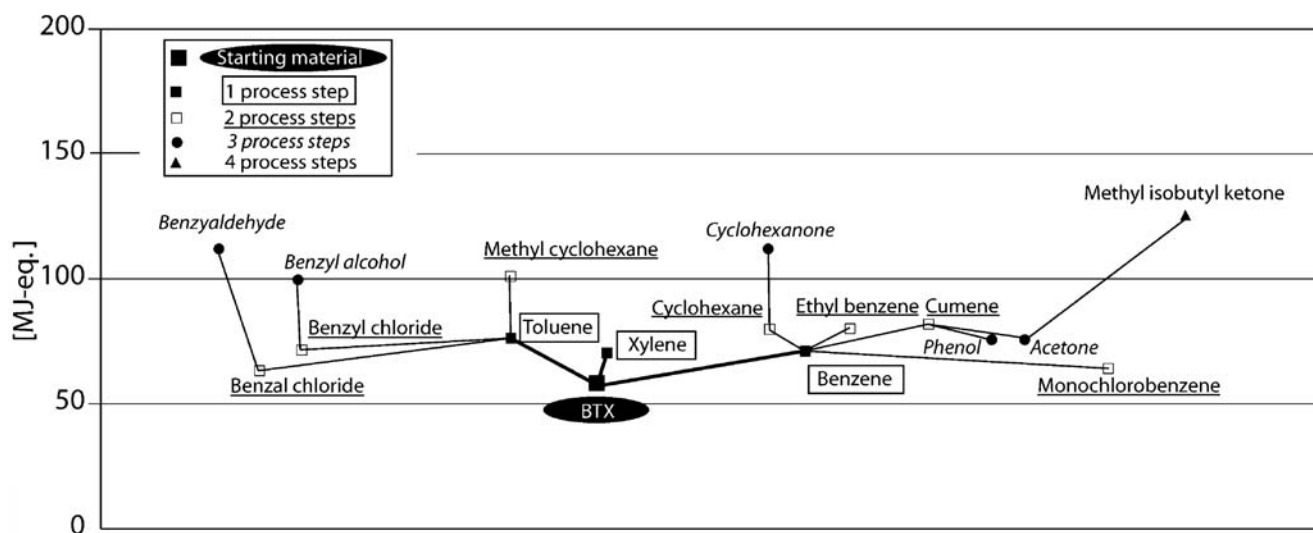 200
Starting material
1 process step
2 process steps
3 process steps
4 process steps
150
Methyl isobutyl ketone
Benzyaldehyde
Cyclohexanone
Benzyl alcohol
Methyl cyclohexane
[MJ-eq.]
100
Cyclohexane
Ethyl benzene
Cumene
Benzyl chloride
Toluene
Xylene
Phenol
Acetone
Benzal chloride
Benzene
Monochlorobenzene
50
BTX
0